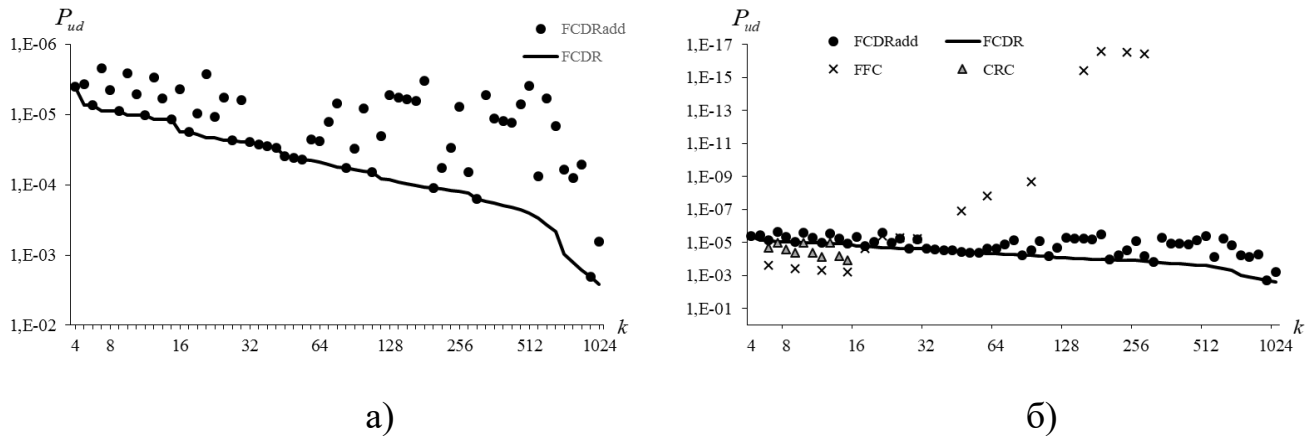 P_ud
FCDRadd
FCDR
1,E-06
1,E-05
1,E-04
1,E-03
1,E-02
4 8 16 32 64 128 256 512 1024
k
а)
P_ud
FCDRadd FCDR
FFC CRC
1,E-17
1,E-15
1,E-13
1,E-11
1,E-09
1,E-07
1,E-05
1,E-03
1,E-01
4 8 16 32 64 128 256 512 1024
k
б)